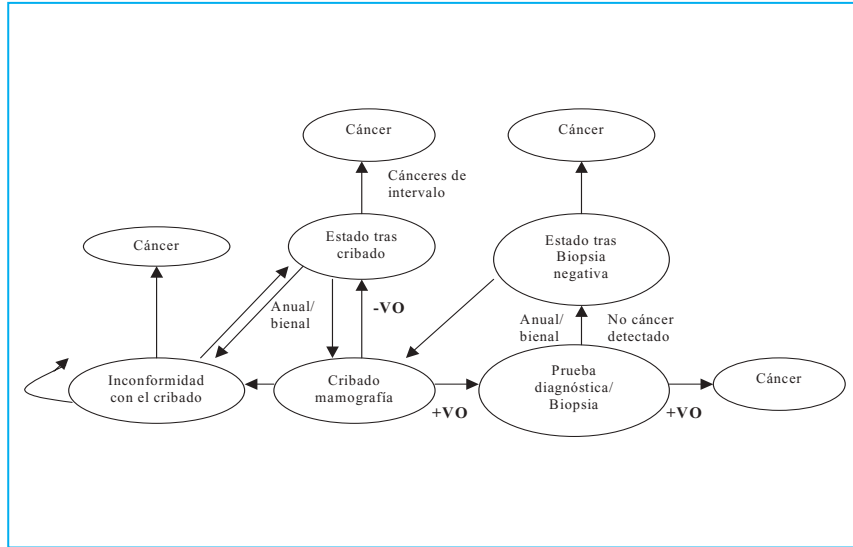 Cáncer
Cáncer
Cánceres de
intervalo
Cáncer
Estado tras
cribado
Estado tras
Biopsia
negativa
Anual/
bienal
-VO
Anual/
bienal
No cáncer
detectado
Inconformidad
con el cribado
Cribado
mamografía
+VO
Prueba
diagnóstica/
Biopsia
+VO
Cáncer